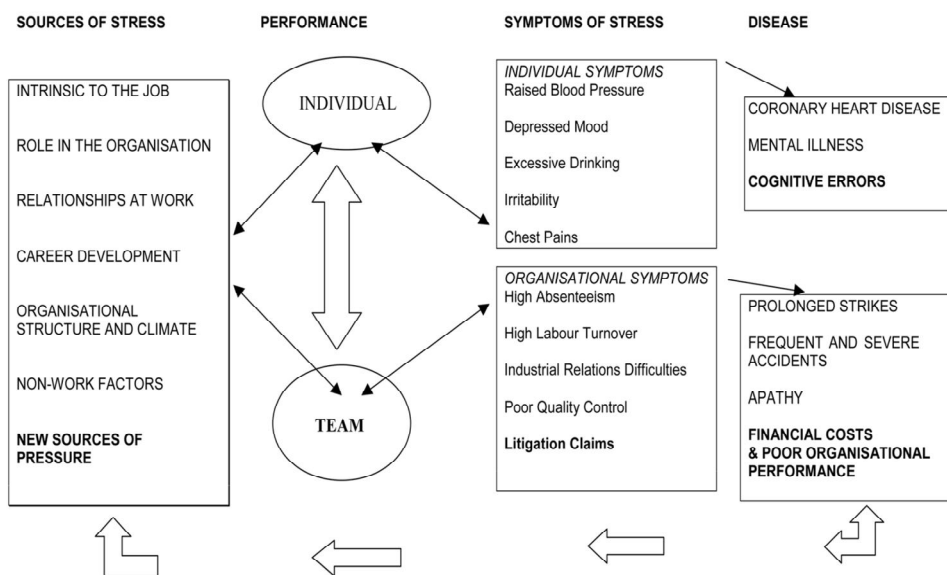 SOURCES OF STRESS
INTRINSIC TO THE JOB
ROLE IN THE ORGANISATION
RELATIONSHIPS AT WORK
CAREER DEVELOPMENT
ORGANISATIONAL
STRUCTURE AND CLIMATE
NON-WORK FACTORS
NEW SOURCES OF
PRESSURE
PERFORMANCE
INDIVIDUAL
TEAM
SYMPTOMS OF STRESS
INDIVIDUAL SYMPTOMS
Raised Blood Pressure
Depressed Mood
Excessive Drinking
Irritability
Chest Pains
ORGANISATIONAL SYMPTOMS
High Absenteeism
High Labour Turnover
Industrial Relations Difficulties
Poor Quality Control
Litigation Claims
DISEASE
CORONARY HEART DISEASE
MENTAL ILLNESS
COGNITIVE ERRORS
PROLONGED STRIKES
FREQUENT AND SEVERE
ACCIDENTS
APATHY
FINANCIAL COSTS
& POOR ORGANISATIONAL
PERFORMANCE